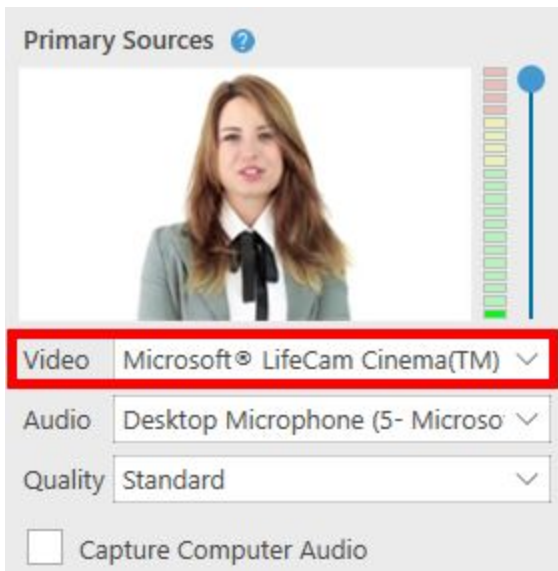 Primary Sources ?
Video Microsoft® LifeCam Cinema(TM)
Audio Desktop Microphone (5- Microso
Quality Standard
Capture Computer Audio